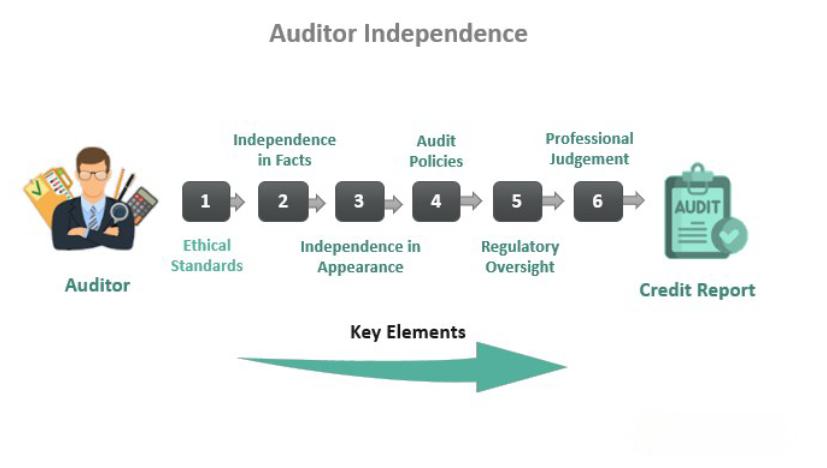 Auditor Independence
Independence
in Facts
Audit
Policies
Professional
Judgement
1
2
3
4
5
6
AUDIT
Ethical
Standards
Independence in
Appearance
Regulatory
Oversight
Auditor
Credit Report
Key Elements